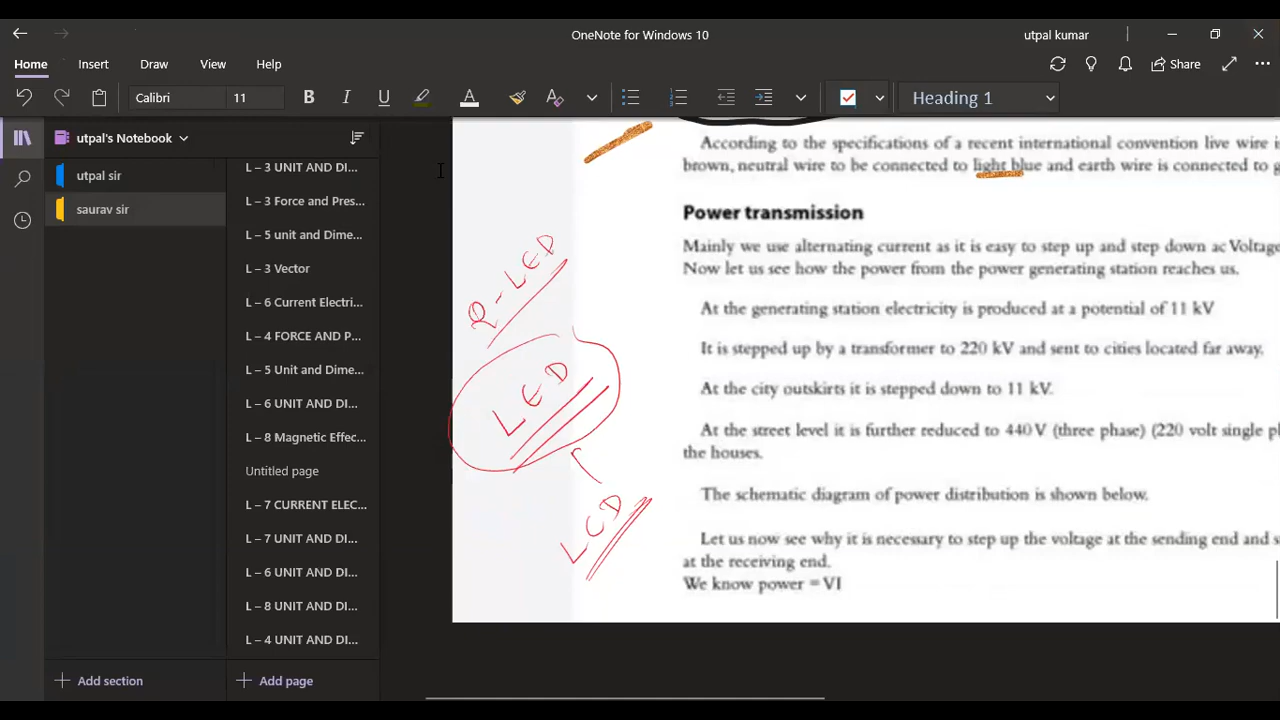 OneNote for Windows 10
utpal kumar
Home Insert Draw View Help
Share
Calibri 11 B I U A Heading 1
utpal's Notebook
utpal sir
saurav sir
L – 3 UNIT AND DI...
L – 3 Force and Pres...
L – 5 unit and Dime...
L – 3 Vector
L – 6 Current Electri...
L – 4 FORCE AND P...
L – 5 Unit and Dime...
L – 6 UNIT AND DI...
L – 8 Magnetic Effec...
Untitled page
L – 7 CURRENT ELEC...
L – 7 UNIT AND DI...
L – 6 UNIT AND DI...
L – 8 UNIT AND DI...
L – 4 UNIT AND DI...
Add section
Add page
According to the specifications of a recent international convention live wire i
brown, neutral wire to be connected to light blue and earth wire is connected to g
Power transmission
Mainly we use alternating current as it is easy to step up and step down ac Voltage
Now let us see how the power from the power generating station reaches us.
At the generating station electricity is produced at a potential of 11 kV
It is stepped up by a transformer to 220 kV and sent to cities located far away.
At the city outskirts it is stepped down to 11 kV.
At the street level it is further reduced to 440 V (three phase) (220 volt single
the houses.
The schematic diagram of power distribution is shown below.
Let us now see why it is necessary to step up the voltage at the sending end and s
at the receiving end.
We know power = VI
LED
LED
LCD